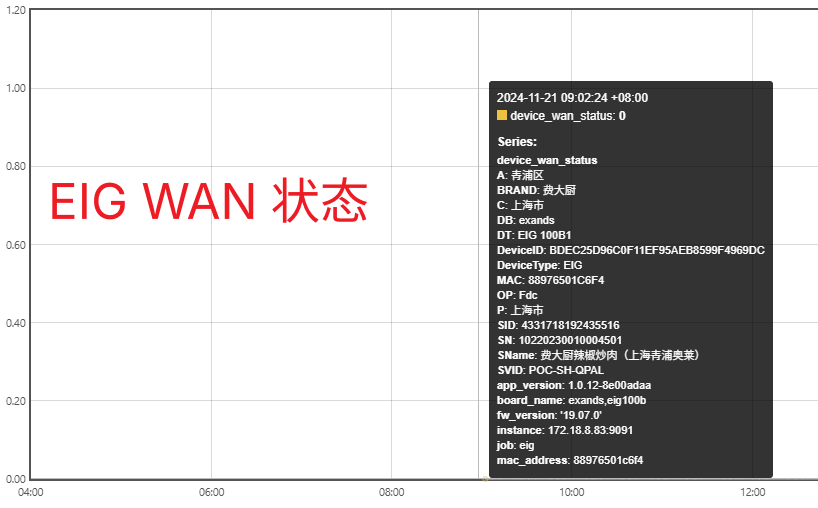 1.20
1.00
0.80
0.60
0.40
0.20
0.00
04:00
06:00
08:00
10:00
12:00
EIG WAN 状态
2024-11-21 09:02:24 +08:00
device_wan_status: 0
Series:
device_wan_status
A: 青浦区
BRAND: 费大厨
C: 上海市
DB: exands
DT: EIG 100B1
DeviceID: BDEC25D96C0F11EF95AEB8599F4969DC
DeviceType: EIG
MAC: 88976501C6F4
OP: Fdc
P: 上海市
SID: 4331718192435516
SN: 10220230010004501
SName: 费大厨辣椒炒肉（上海青浦奥莱）
SVID: POC-SH-QPAL
app_version: 1.0.12-8e00adaa
board_name: exands,eig100b
fw_version: '19.07.0'
instance: 172.18.8.83:9091
job: eig
mac_address: 88976501c6f4